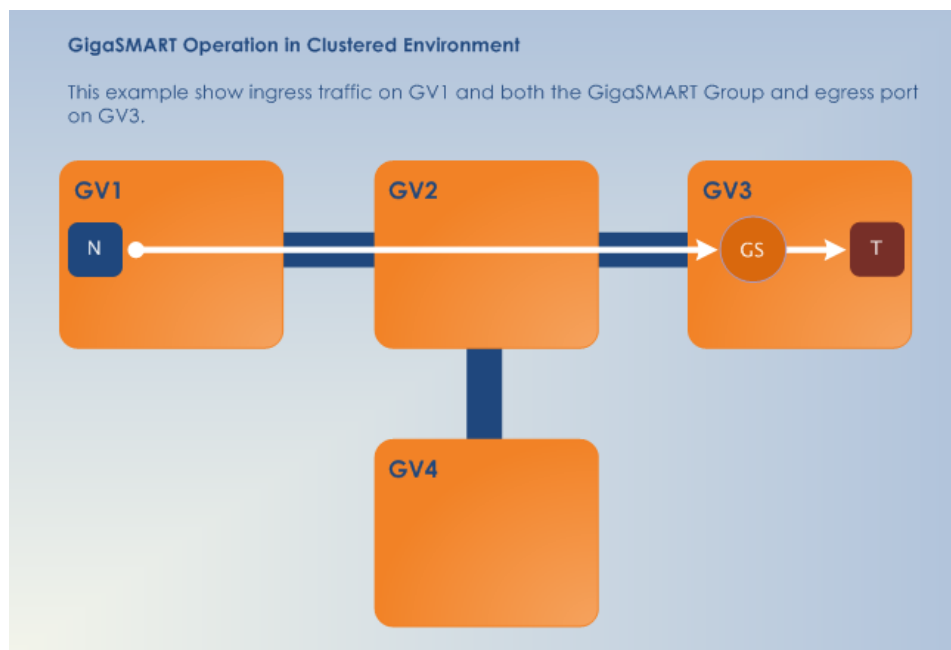 GigaSMART Operation in Clustered Environment
This example show ingress traffic on GV1 and both the GigaSMART Group and egress port
on GV3.
GV1
GV2
GV3
N
GS
T
GV4